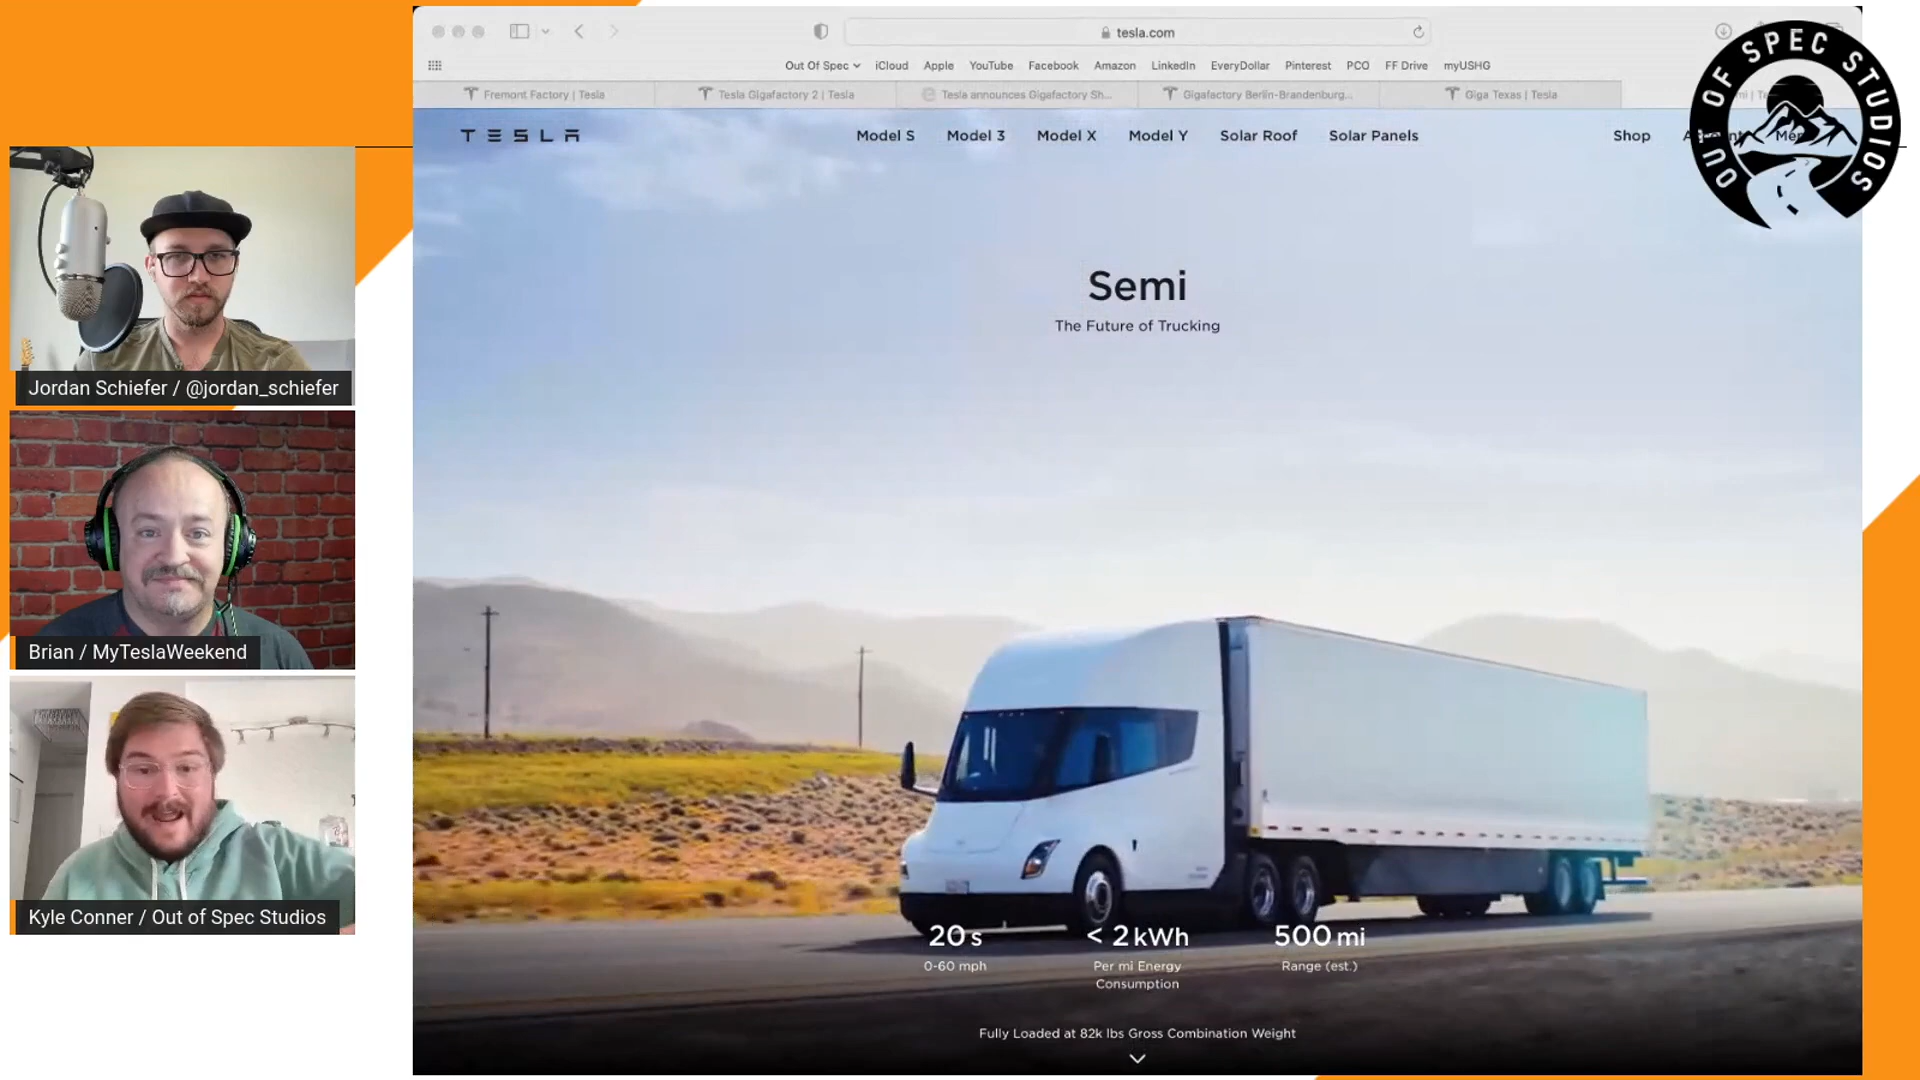 tesla.com
Out Of Spec iCloud Apple YouTube Facebook Amazon LinkedIn EveryDollar Pinterest PCO FF Drive myUSHG
Fremont Factory | Tesla
Tesla Gigafactory 2 | Tesla
Tesla announces Gigafactory Sh...
Gigafactory Berlin-Brandenburg...
Giga Texas | Tesla
OUT OF SPEC STUDIOS
TESLA
Model S Model 3 Model X Model Y Solar Roof Solar Panels Shop
Semi
The Future of Trucking
Jordan Schiefer / @jordan_schiefer
Brian / MyTeslaWeekend
Kyle Conner / Out of Spec Studios
20 s
0-60 mph
< 2 kWh
Per mi Energy
Consumption
500 mi
Range (est.)
Fully Loaded at 82k lbs Gross Combination Weight